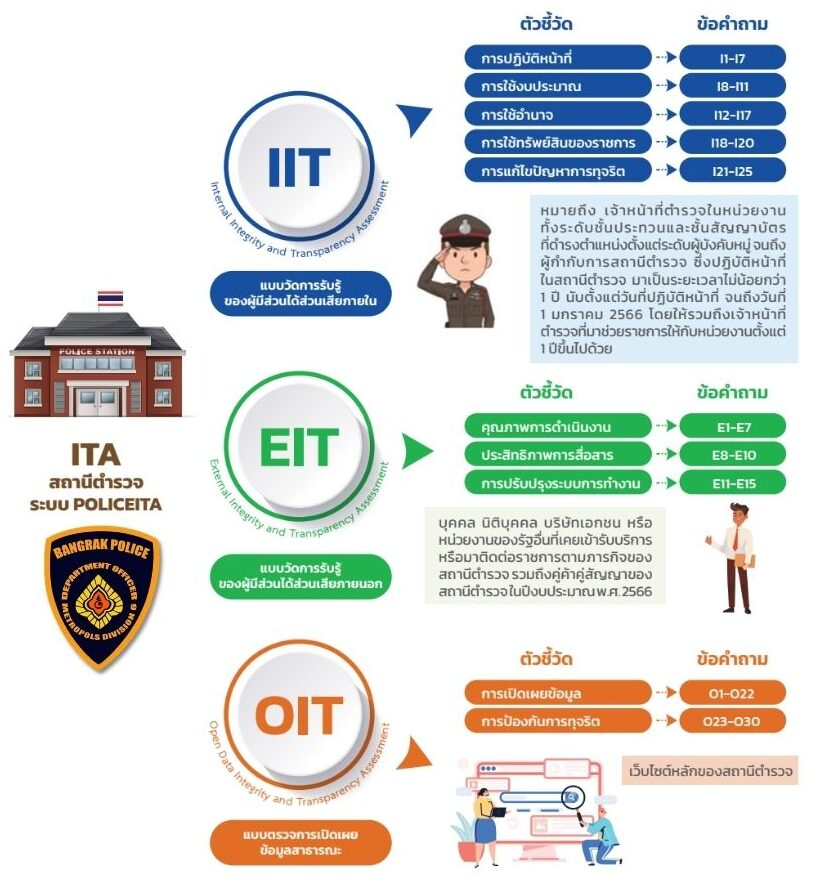 POLICE STATION
ITA
สถานีตำรวจ
ระบบ POLICEITA
BANGRAK POLICE
DEPARTMENT OFFICER
METROPOLS DIVISION 6
IIT
Internal Integrity and Transparency Assessment
แบบวัดการรับรู้
ของผู้มีส่วนได้ส่วนเสียภายใน
ตัวชี้วัด ข้อคำถาม
การปฏิบัติหน้าที่ I1-I7
การใช้งบประมาณ I8-I11
การใช้อำนาจ I12-I17
การใช้ทรัพย์สินของราชการ I18-I20
การแก้ไขปัญหาการทุจริต I21-I25
หมายถึง เจ้าหน้าที่ตำรวจในหน่วยงาน
ทั้งระดับชั้นประทวนและชั้นสัญญาบัตร
ที่ดำรงตำแหน่งตั้งแต่ระดับผู้บังคับหมู่ จนถึง
ผู้กำกับการสถานีตำรวจ ซึ่งปฏิบัติหน้าที่
ในสถานีตำรวจ มาเป็นระยะเวลาไม่น้อยกว่า
1 ปี นับตั้งแต่วันที่ปฏิบัติหน้าที่ จนถึงวันที่
1 มกราคม 2566 โดยให้รวมถึงเจ้าหน้าที่
ตำรวจที่มาช่วยราชการให้กับหน่วยงานตั้งแต่
1 ปีขึ้นไปด้วย
EIT
External Integrity and Transparency Assessment
แบบวัดการรับรู้
ของผู้มีส่วนได้ส่วนเสียภายนอก
ตัวชี้วัด ข้อคำถาม
คุณภาพการดำเนินงาน E1-E7
ประสิทธิภาพการสื่อสาร E8-E10
การปรับปรุงระบบการทำงาน E11-E15
บุคคล นิติบุคคล บริษัทเอกชน หรือ
หน่วยงานของรัฐอื่นที่เคยเข้ารับบริการ
หรือมาติดต่อราชการตามภารกิจของ
สถานีตำรวจ รวมถึงคู่ค้าคู่สัญญาของ
สถานีตำรวจ ในปีงบประมาณ พ.ศ. 2566
OIT
Open Data Integrity and Transparency Assessment
แบบตรวจการเปิดเผย
ข้อมูลสาธารณะ
ตัวชี้วัด ข้อคำถาม
การเปิดเผยข้อมูล O1-O22
การป้องกันการทุจริต O23-O30
เว็บไซต์หลักของสถานีตำรวจ